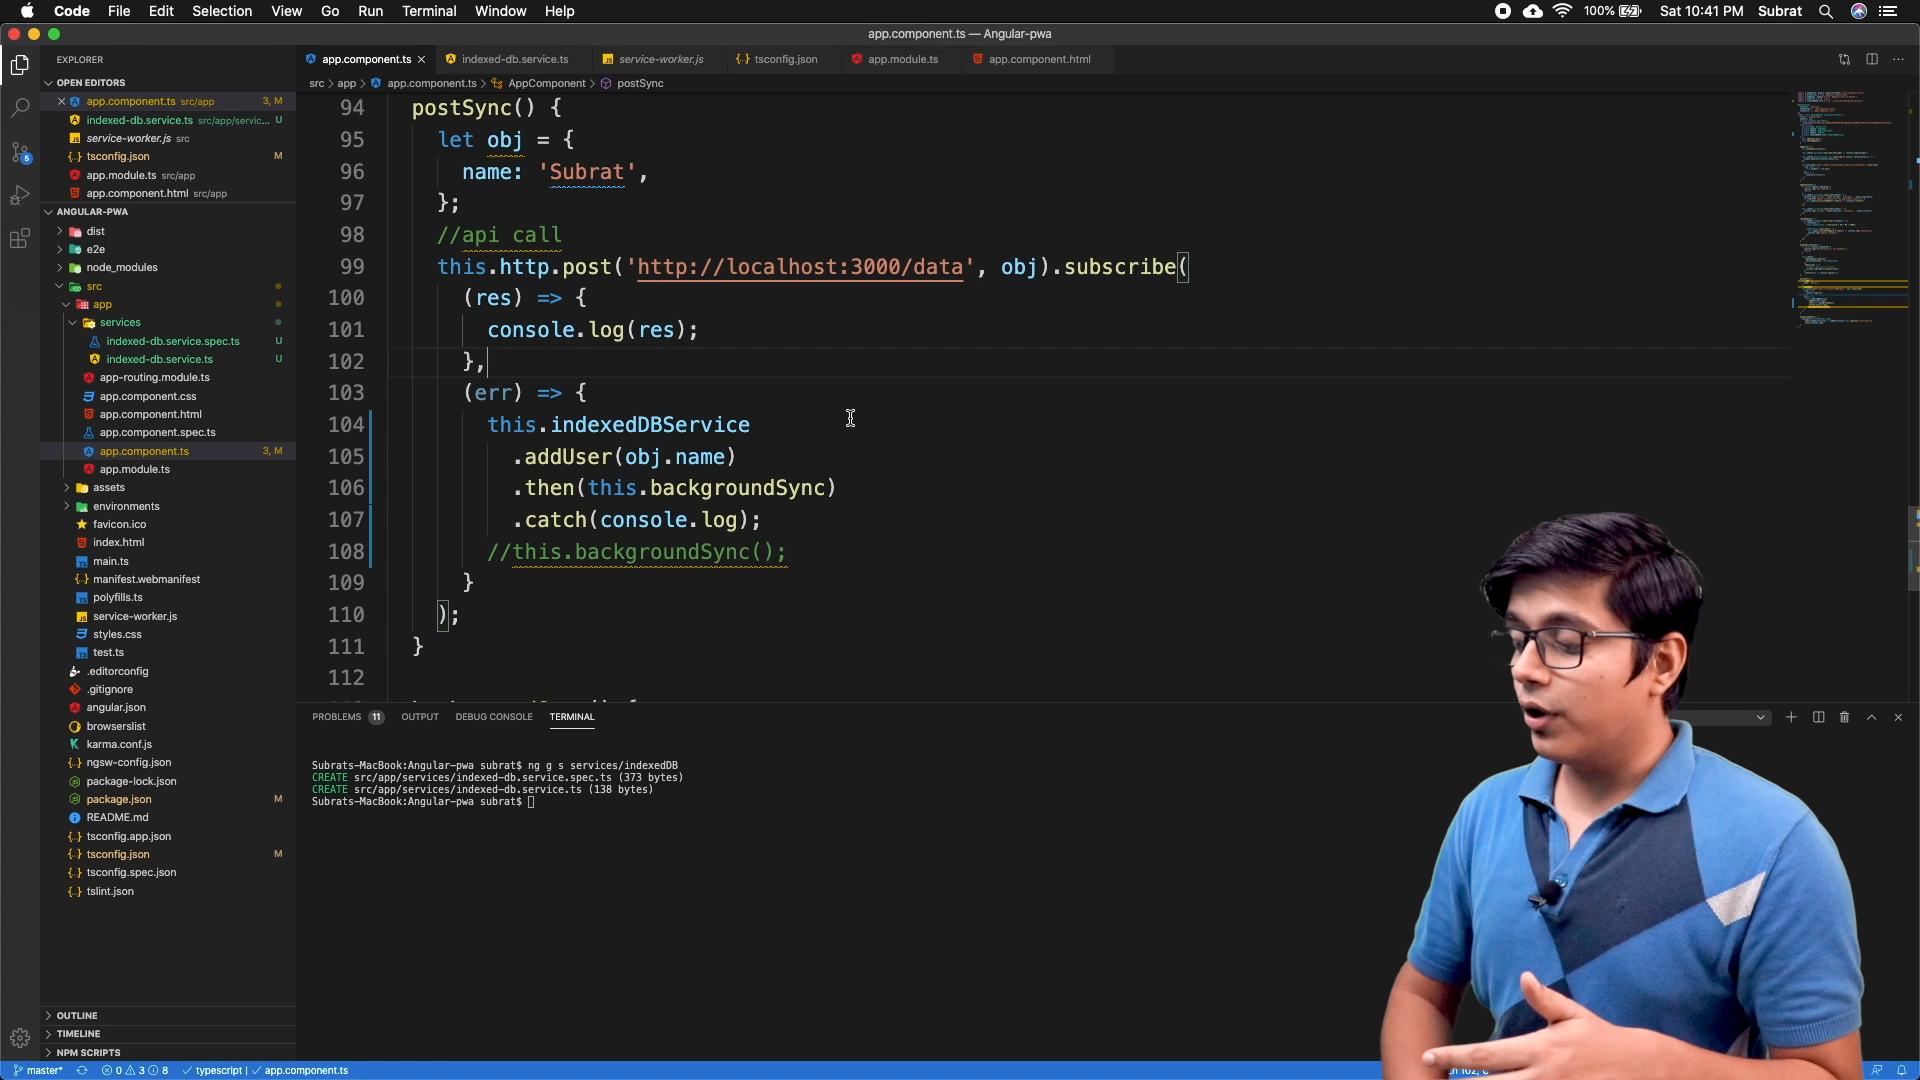 Code File Edit Selection View Go Run Terminal Window Help 100% Sat 10:41 PM Subrat
app.component.ts — Angular-pwa
EXPLORER
app.component.ts indexed-db.service.ts service-worker.js tsconfig.json app.module.ts app.component.html
OPEN EDITORS
src > app > app.component.ts > AppComponent > postSync
app.component.ts src/app 3, M
indexed-db.service.ts src/app/servic... U
service-worker.js src
tsconfig.json M
app.module.ts src/app
app.component.html src/app
ANGULAR-PWA
dist
e2e
node_modules
src
app
services
indexed-db.service.spec.ts U
indexed-db.service.ts U
app-routing.module.ts
app.component.css
app.component.html
app.component.spec.ts
app.component.ts 3, M
app.module.ts
assets
environments
favicon.ico
index.html
main.ts
manifest.webmanifest
polyfills.ts
service-worker.js
styles.css
test.ts
.editorconfig
.gitignore
angular.json
browserslist
karma.conf.js
ngsw-config.json
package-lock.json
package.json M
README.md
tsconfig.app.json
tsconfig.json M
tsconfig.spec.json
tslint.json
OUTLINE
TIMELINE
NPM SCRIPTS
94 postSync() {
95 let obj = {
96 name: 'Subrat',
97 };
98 //api call
99 this.http.post('http://localhost:3000/data', obj).subscribe(
100 (res) => {
101 console.log(res);
102 },
103 (err) => {
104 this.indexedDBService
105 .addUser(obj.name)
106 .then(this.backgroundSync)
107 .catch(console.log);
108 //this.backgroundSync();
109 }
110 );
111 }
112
PROBLEMS 11 OUTPUT DEBUG CONSOLE TERMINAL
Subrats-MacBook:Angular-pwa subrat$ ng g s services/indexedDB
CREATE src/app/services/indexed-db.service.spec.ts (373 bytes)
CREATE src/app/services/indexed-db.service.ts (138 bytes)
Subrats-MacBook:Angular-pwa subrat$
master* 0 3 8 typescript | app.component.ts